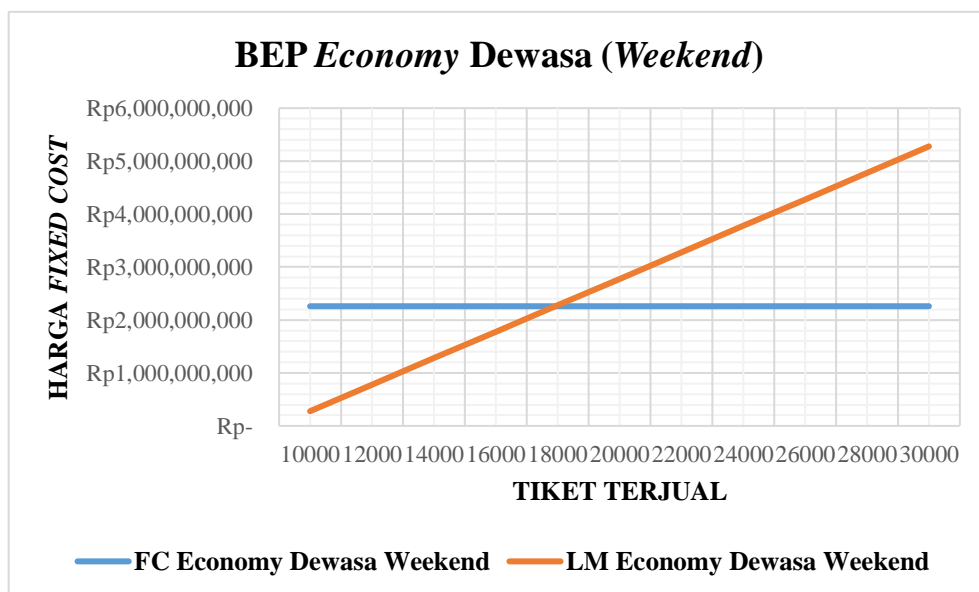 BEP Economy Dewasa (Weekend)
HARGA FIXED COST
Rp6,000,000,000
Rp5,000,000,000
Rp4,000,000,000
Rp3,000,000,000
Rp2,000,000,000
Rp1,000,000,000
Rp-
10000 12000 14000 16000 18000 20000 22000 24000 26000 28000 30000
TIKET TERJUAL
FC Economy Dewasa Weekend LM Economy Dewasa Weekend